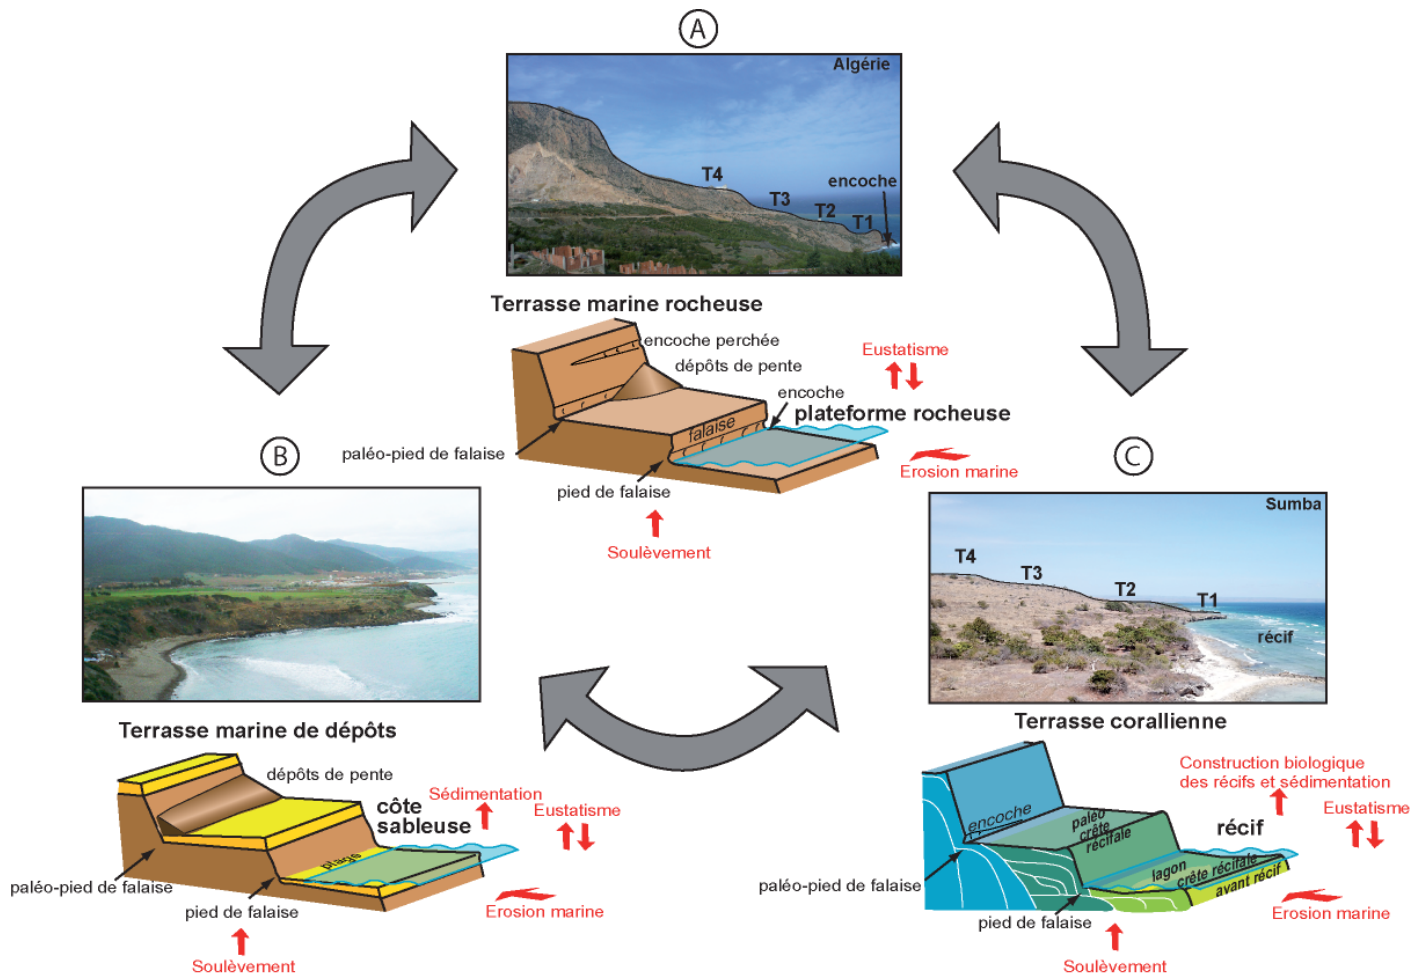 A
Algérie
T4
encoche
T3
T2
T1
Terrasse marine rocheuse
encoche perchée
dépôts de pente
Eustatisme
encoche
plateforme rocheuse
falaise
paléo-pied de falaise
Erosion marine
pied de falaise
Soulèvement
B
Terrasse marine de dépôts
dépôts de pente
Sédimentation
côte
sableuse
Eustatisme
plage
paléo-pied de falaise
pied de falaise
Erosion marine
Soulèvement
C
Sumba
T4
T3
T2
T1
récif
Terrasse corallienne
Construction biologique
des récifs et sédimentation
Eustatisme
encoche
paléo
crête
récifale
récif
lagon
crête récifale
avant récif
paléo-pied de falaise
pied de falaise
Erosion marine
Soulèvement